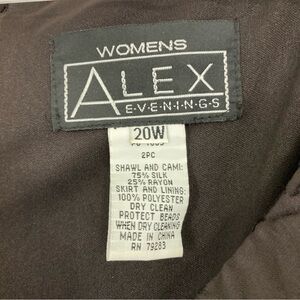 WOMENS
ALEX
E-V-E-N-I-N-G-S
20W
2PC
SHAWL AND CAMI:
75% SILK
25% RAYON
SKIRT AND LINING:
100% POLYESTER
DRY CLEAN
PROTECT BEADS
WHEN DRY CLEANING
MADE IN CHINA
RN 79283